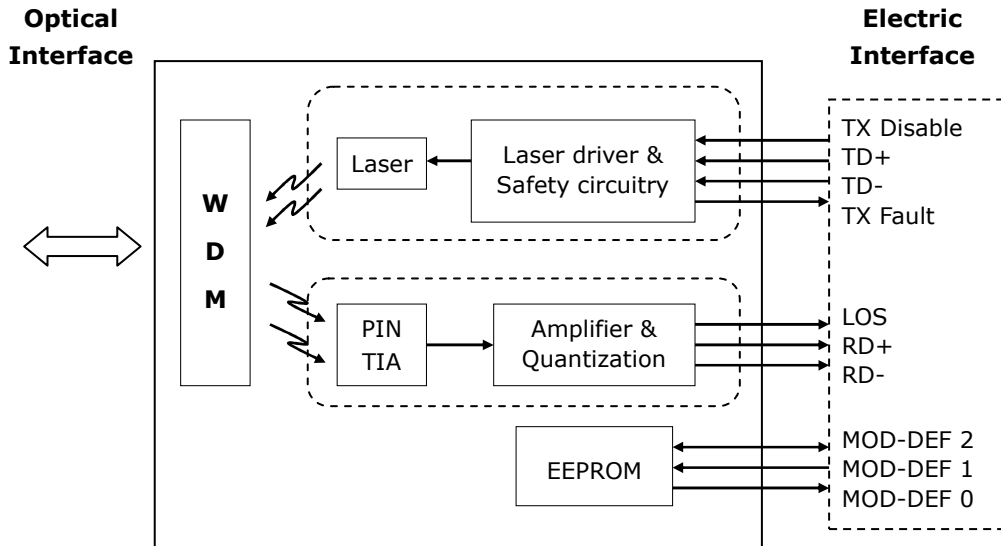 Optical
Interface
Electric
Interface
W
D
M
Laser
Laser driver &
Safety circuitry
TX Disable
TD+
TD-
TX Fault
PIN
TIA
Amplifier &
Quantization
LOS
RD+
RD-
EEPROM
MOD-DEF 2
MOD-DEF 1
MOD-DEF 0